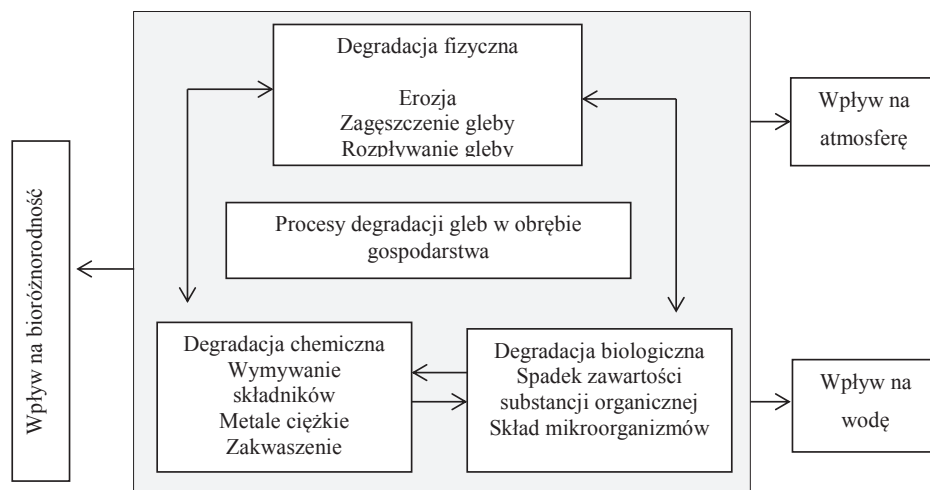 Degradacja fizyczna
Erozja
Zagęszczenie gleby
Rozpływanie gleby
Wpływ na
atmosferę
Wpływ na bioróżnorodność
Procesy degradacji gleb w obrębie
gospodarstwa
Degradacja chemiczna
Wymywanie
składników
Metale ciężkie
Zakwaszenie
Degradacja biologiczna
Spadek zawartości
substancji organicznej
Skład mikroorganizmów
Wpływ na
wodę